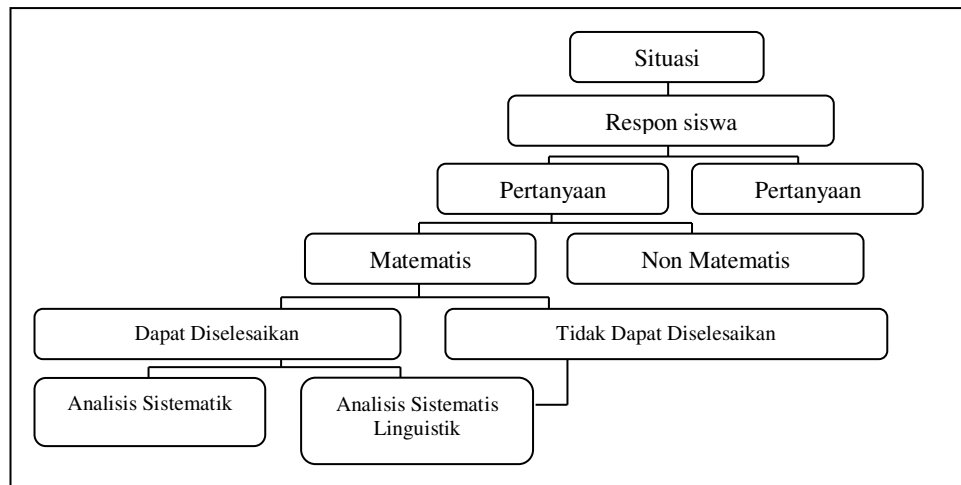 Situasi
Respon siswa
Pertanyaan
Pertanyaan
Matematis
Non Matematis
Dapat Diselesaikan
Tidak Dapat Diselesaikan
Analisis Sistematik
Analisis Sistematis
Linguistik